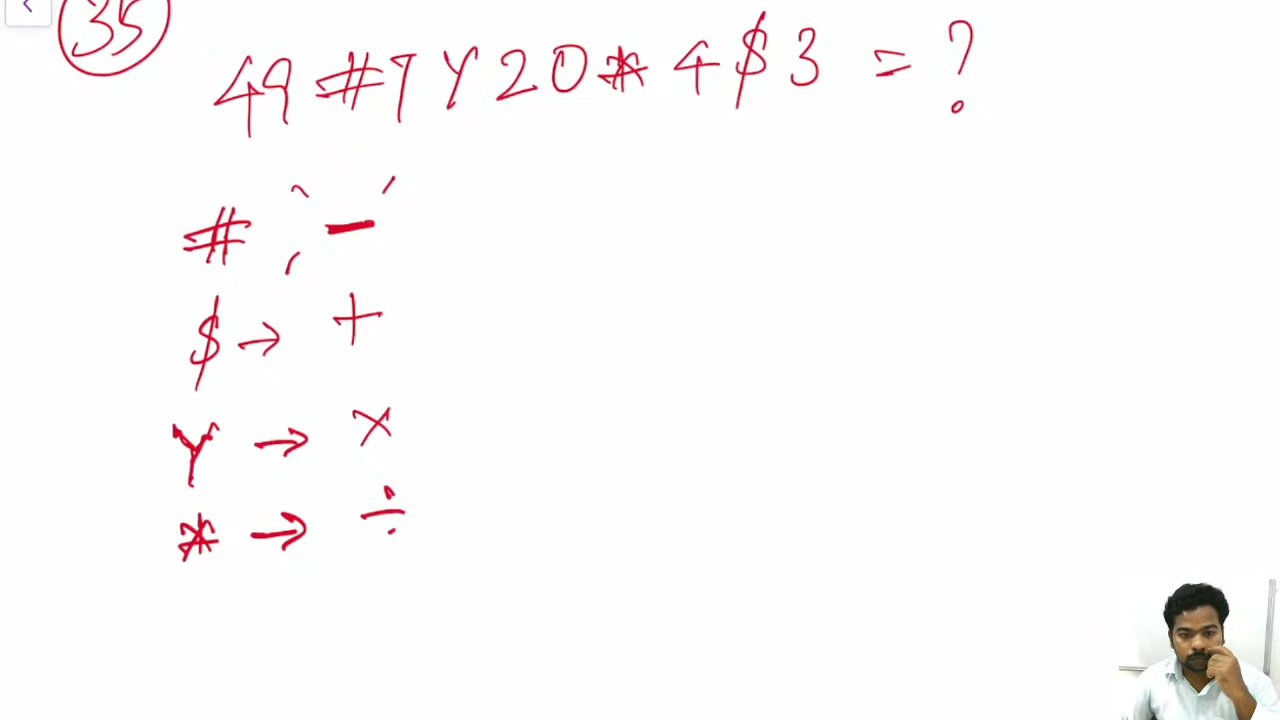 35
49 # 7 Y 20 * 4 $ 3 = ?
# -
$ → +
Y → ×
* → ÷